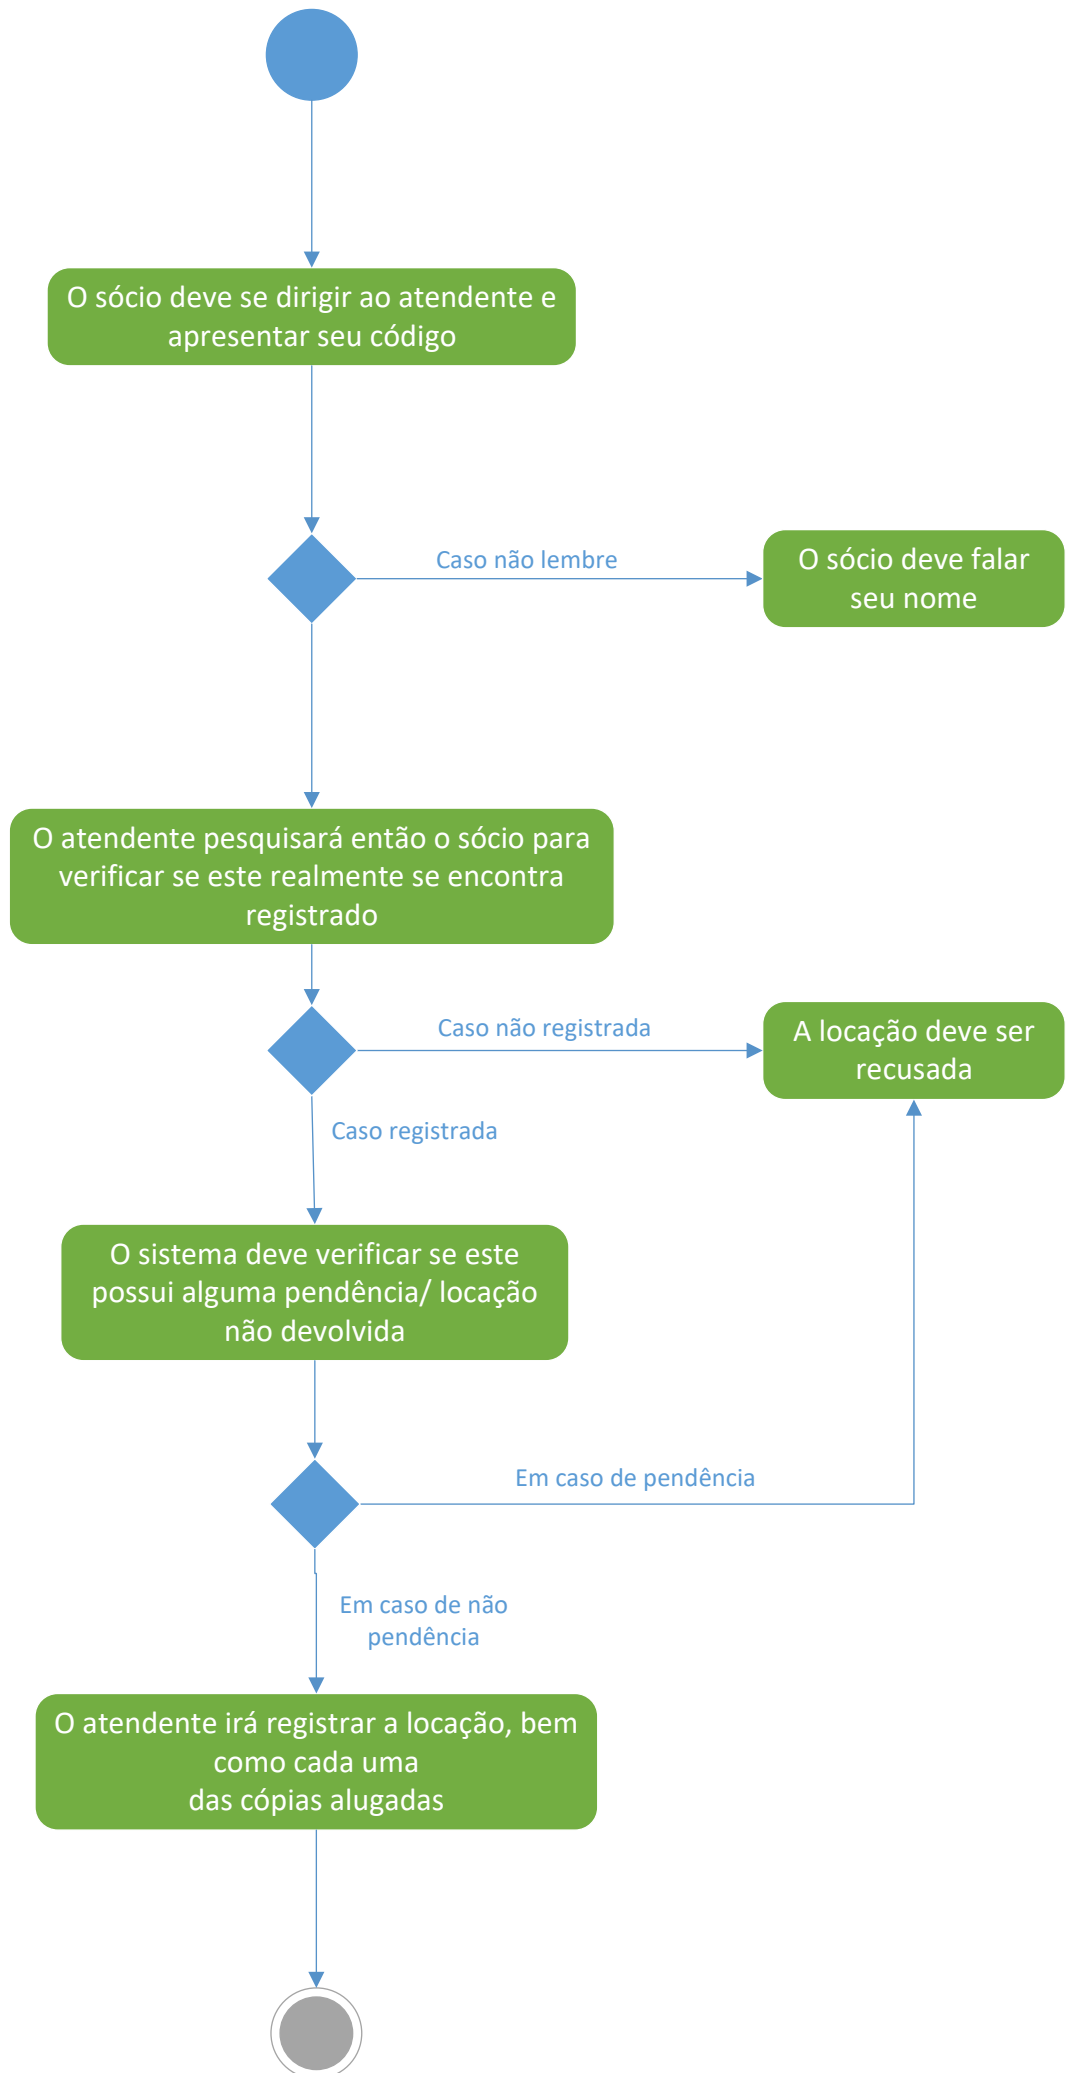 O sócio deve se dirigir ao atendente e
apresentar seu código
Caso não lembre
O sócio deve falar
seu nome
O atendente pesquisará então o sócio para
verificar se este realmente se encontra
registrado
Caso não registrada
A locação deve ser
recusada
Caso registrada
O sistema deve verificar se este
possui alguma pendência/ locação
não devolvida
Em caso de pendência
Em caso de não
pendência
O atendente irá registrar a locação, bem
como cada uma
das cópias alugadas